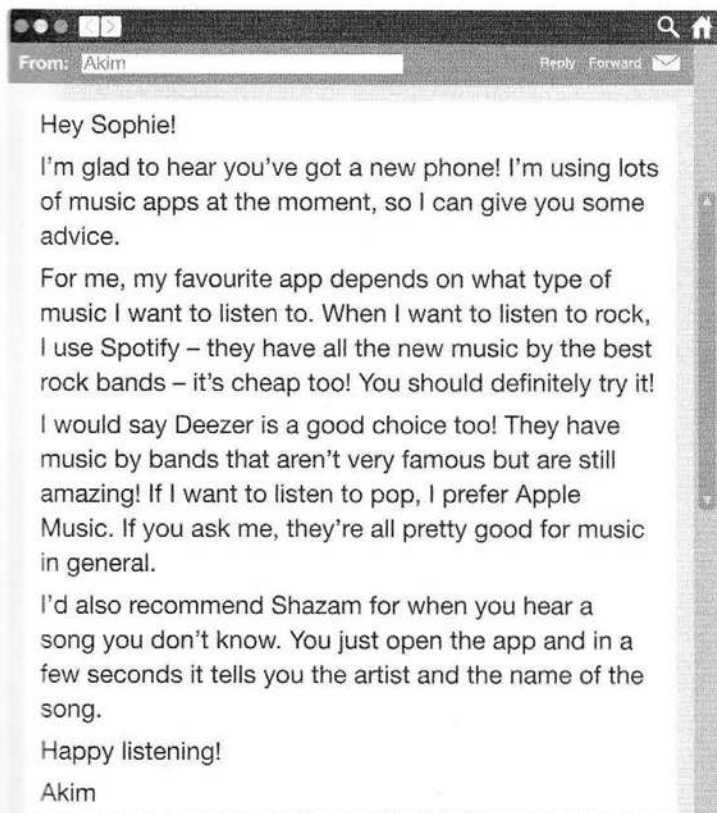 From: Akim
Reply Forward
Hey Sophie!
I'm glad to hear you've got a new phone! I'm using lots
of music apps at the moment, so I can give you some
advice.
For me, my favourite app depends on what type of
music I want to listen to. When I want to listen to rock,
I use Spotify – they have all the new music by the best
rock bands – it's cheap too! You should definitely try it!
I would say Deezer is a good choice too! They have
music by bands that aren't very famous but are still
amazing! If I want to listen to pop, I prefer Apple
Music. If you ask me, they're all pretty good for music
in general.
I'd also recommend Shazam for when you hear a
song you don't know. You just open the app and in a
few seconds it tells you the artist and the name of the
song.
Happy listening!
Akim